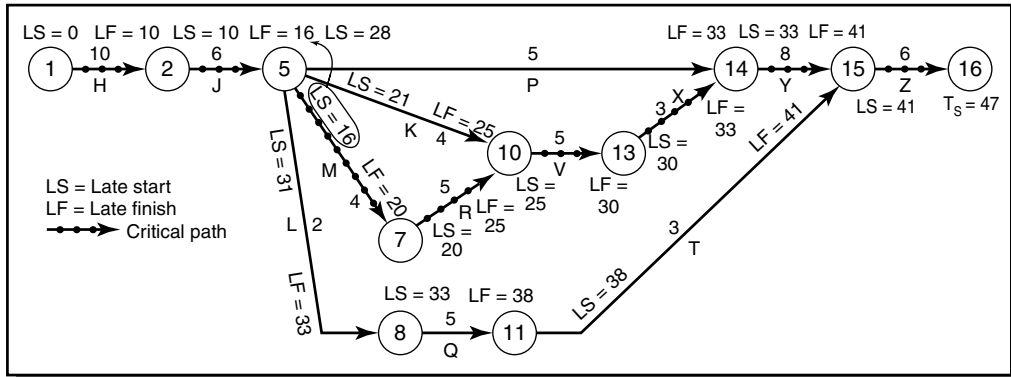 LS = 0 LF = 10 LS = 10 LF = 16 LS = 28 LF = 33 LS = 33 LF = 41
1 10 H 2 6 J 5 5 P 14 8 Y 15 6 Z 16
LS = 41 T_S = 47
LS = 21 K 4 LF = 25
LS = 16 M 4 LF = 20
LS = 31 L 2 LF = 33
10 5 V 13 3 X
LS = 25 LF = 30 LS = 30 LF = 33
7 5 R
LS = 20 LF = 25
LS = Late start
LF = Late finish
Critical path
LS = 33 LF = 38
8 5 Q 11
LS = 38 3 T LF = 41